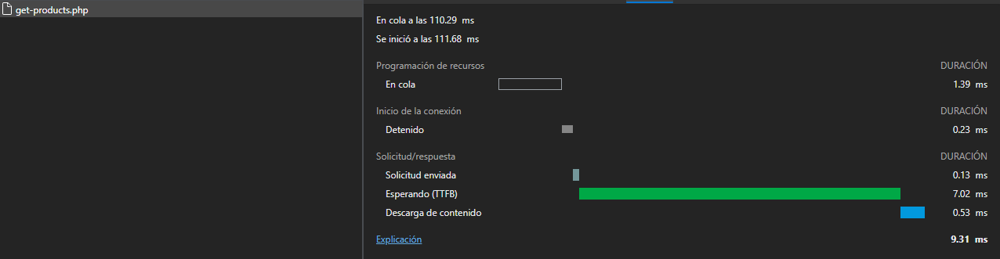 get-products.php
En cola a las 110.29 ms
Se inició a las 111.68 ms
Programación de recursos DURACIÓN
En cola 1.39 ms
Inicio de la conexión DURACIÓN
Detenido 0.23 ms
Solicitud/respuesta DURACIÓN
Solicitud enviada 0.13 ms
Esperando (TTFB) 7.02 ms
Descarga de contenido 0.53 ms
Explicación 9.31 ms